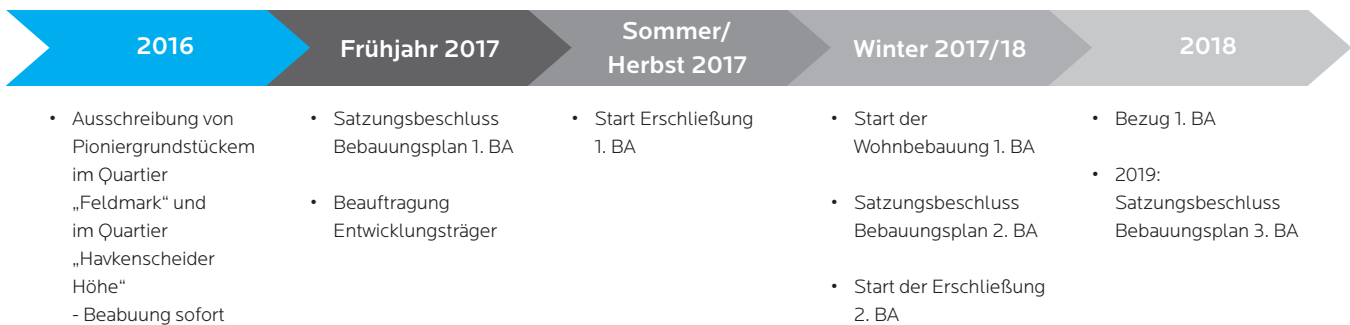 2016
Frühjahr 2017
Sommer/
Herbst 2017
Winter 2017/18
2018
• Ausschreibung von
Pioniergrundstückem
im Quartier
„Feldmark“ und
im Quartier
„Havkenscheider
Höhe“
- Beabuung sofort
• Satzungsbeschluss
Bebauungsplan 1. BA
• Beauftragung
Entwicklungsträger
• Start Erschließung
1. BA
• Start der
Wohnbebauung 1. BA
• Satzungsbeschluss
Bebauungsplan 2. BA
• Start der Erschließung
2. BA
• Bezug 1. BA
• 2019:
Satzungsbeschluss
Bebauungsplan 3. BA